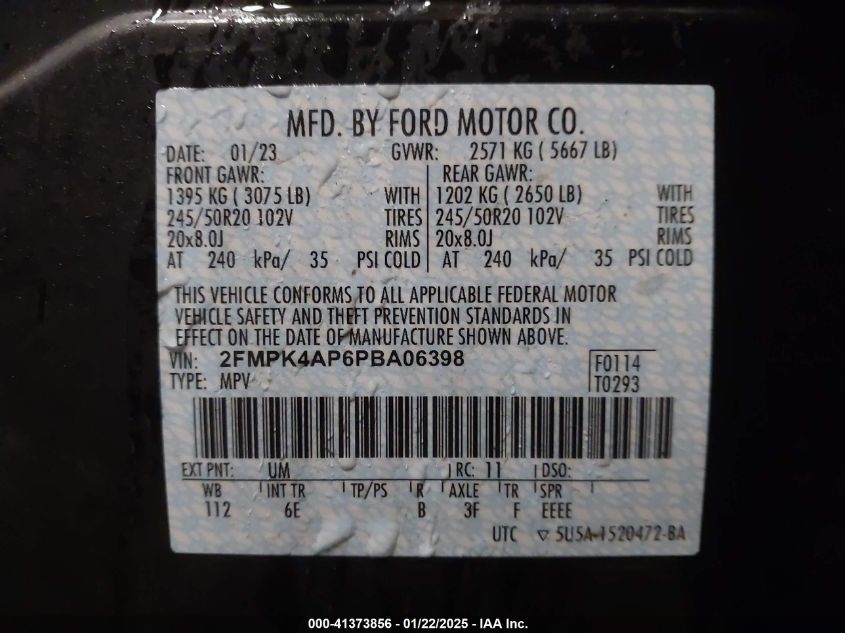 MFD. BY FORD MOTOR CO.
DATE: 01/23 GVWR: 2571 KG ( 5667 LB)
FRONT GAWR: REAR GAWR:
1395 KG ( 3075 LB) WITH 1202 KG ( 2650 LB) WITH
245/50R20 102V TIRES 245/50R20 102V TIRES
20x8.0J RIMS 20x8.0J RIMS
AT 240 kPa/ 35 PSI COLD AT 240 kPa/ 35 PSI COLD
THIS VEHICLE CONFORMS TO ALL APPLICABLE FEDERAL MOTOR
VEHICLE SAFETY AND THEFT PREVENTION STANDARDS IN
EFFECT ON THE DATE OF MANUFACTURE SHOWN ABOVE.
VIN: 2FMPK4AP6PBA06398 F0114
TYPE: MPV T0293
EXT PNT: UM RC: 11 DSO:
WB INT TR TP/PS R AXLE TR SPR
112 6E B 3F F EEEE
UTC ▽ 5U5A-1520472-BA
000-41373856 - 01/22/2025 - IAA Inc.